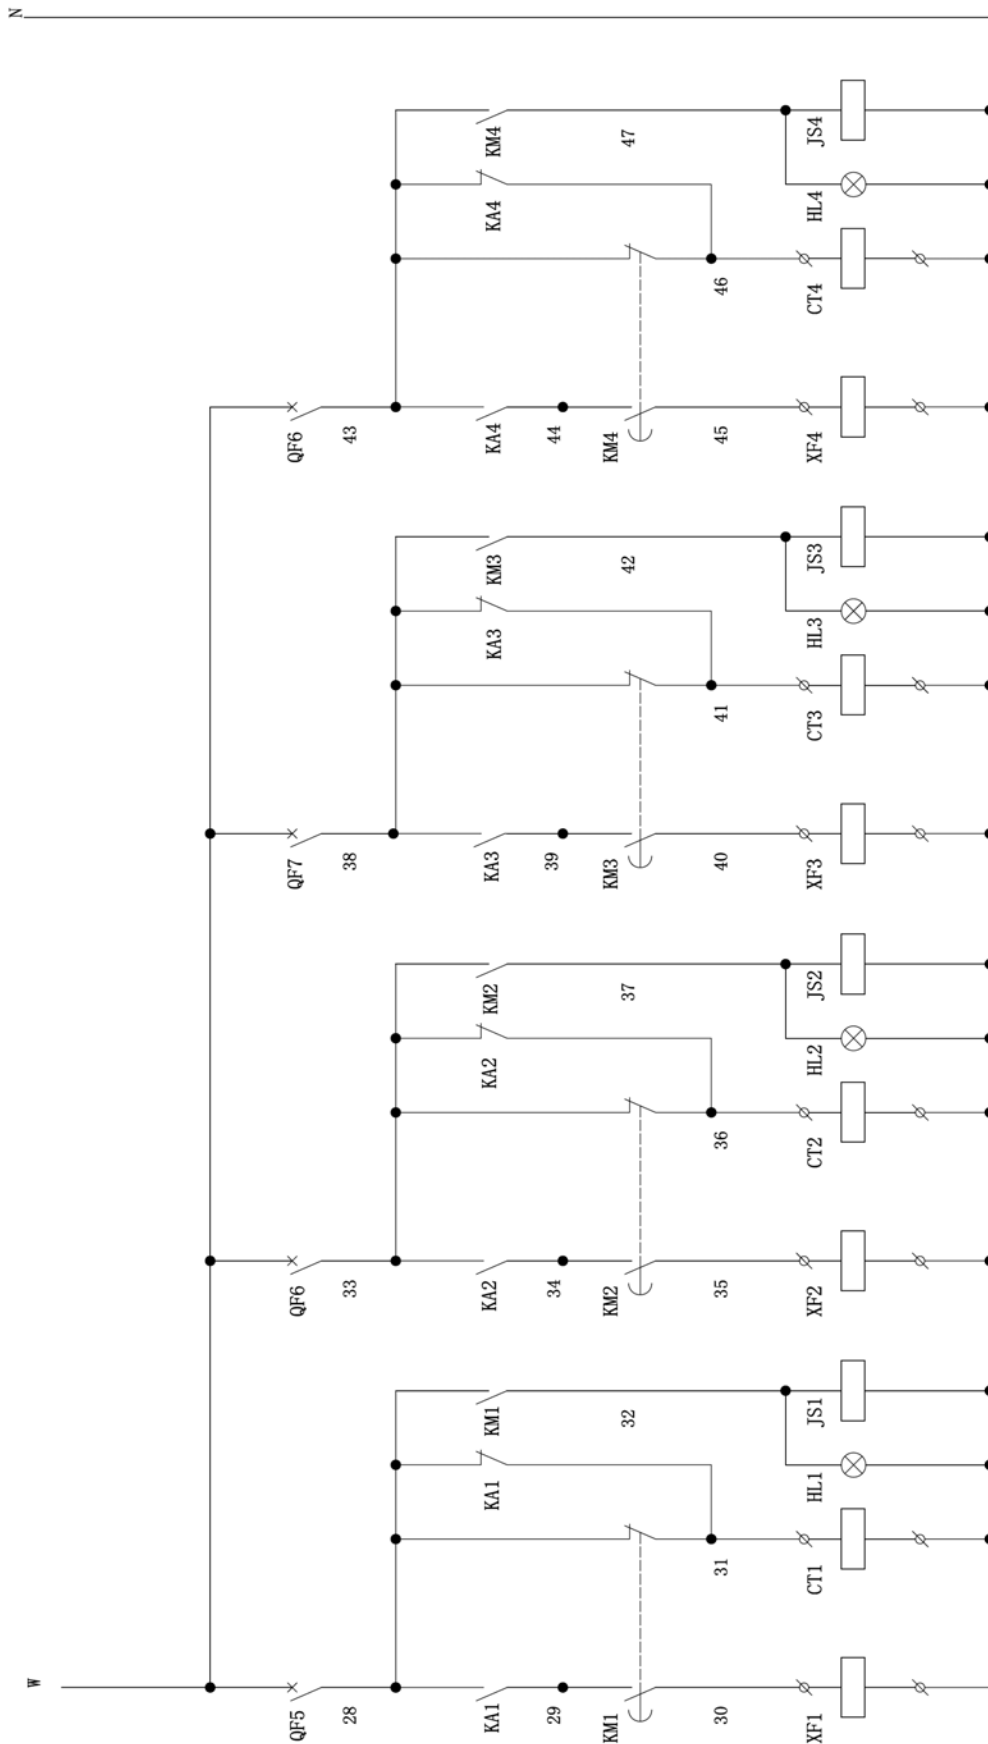 N
W
QF5
28
KA1
29
KM1
30
XF1
31
CT1
KA1
HL1
KM1
32
JS1
QF6
33
KA2
34
KM2
35
XF2
36
CT2
KA2
HL2
KM2
37
JS2
QF7
38
KA3
39
KM3
40
XF3
41
CT3
KA3
HL3
KM3
42
JS3
QF6
43
KA4
44
KM4
45
XF4
46
CT4
KA4
HL4
KM4
47
JS4